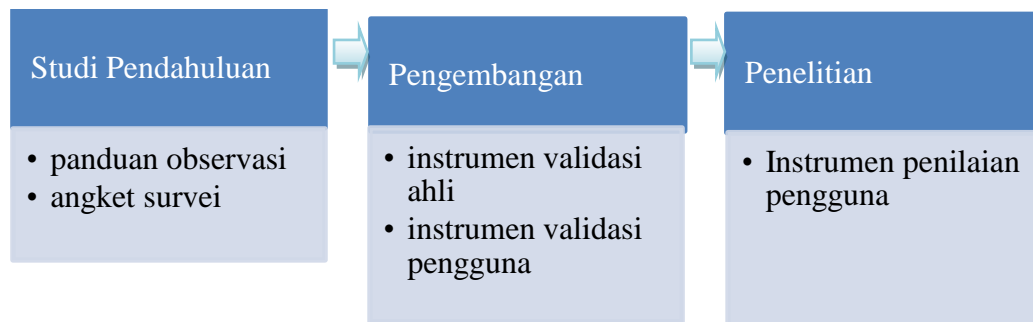 Studi Pendahuluan
• panduan observasi
• angket survei
Pengembangan
• instrumen validasi
ahli
• instrumen validasi
pengguna
Penelitian
• Instrumen penilaian
pengguna